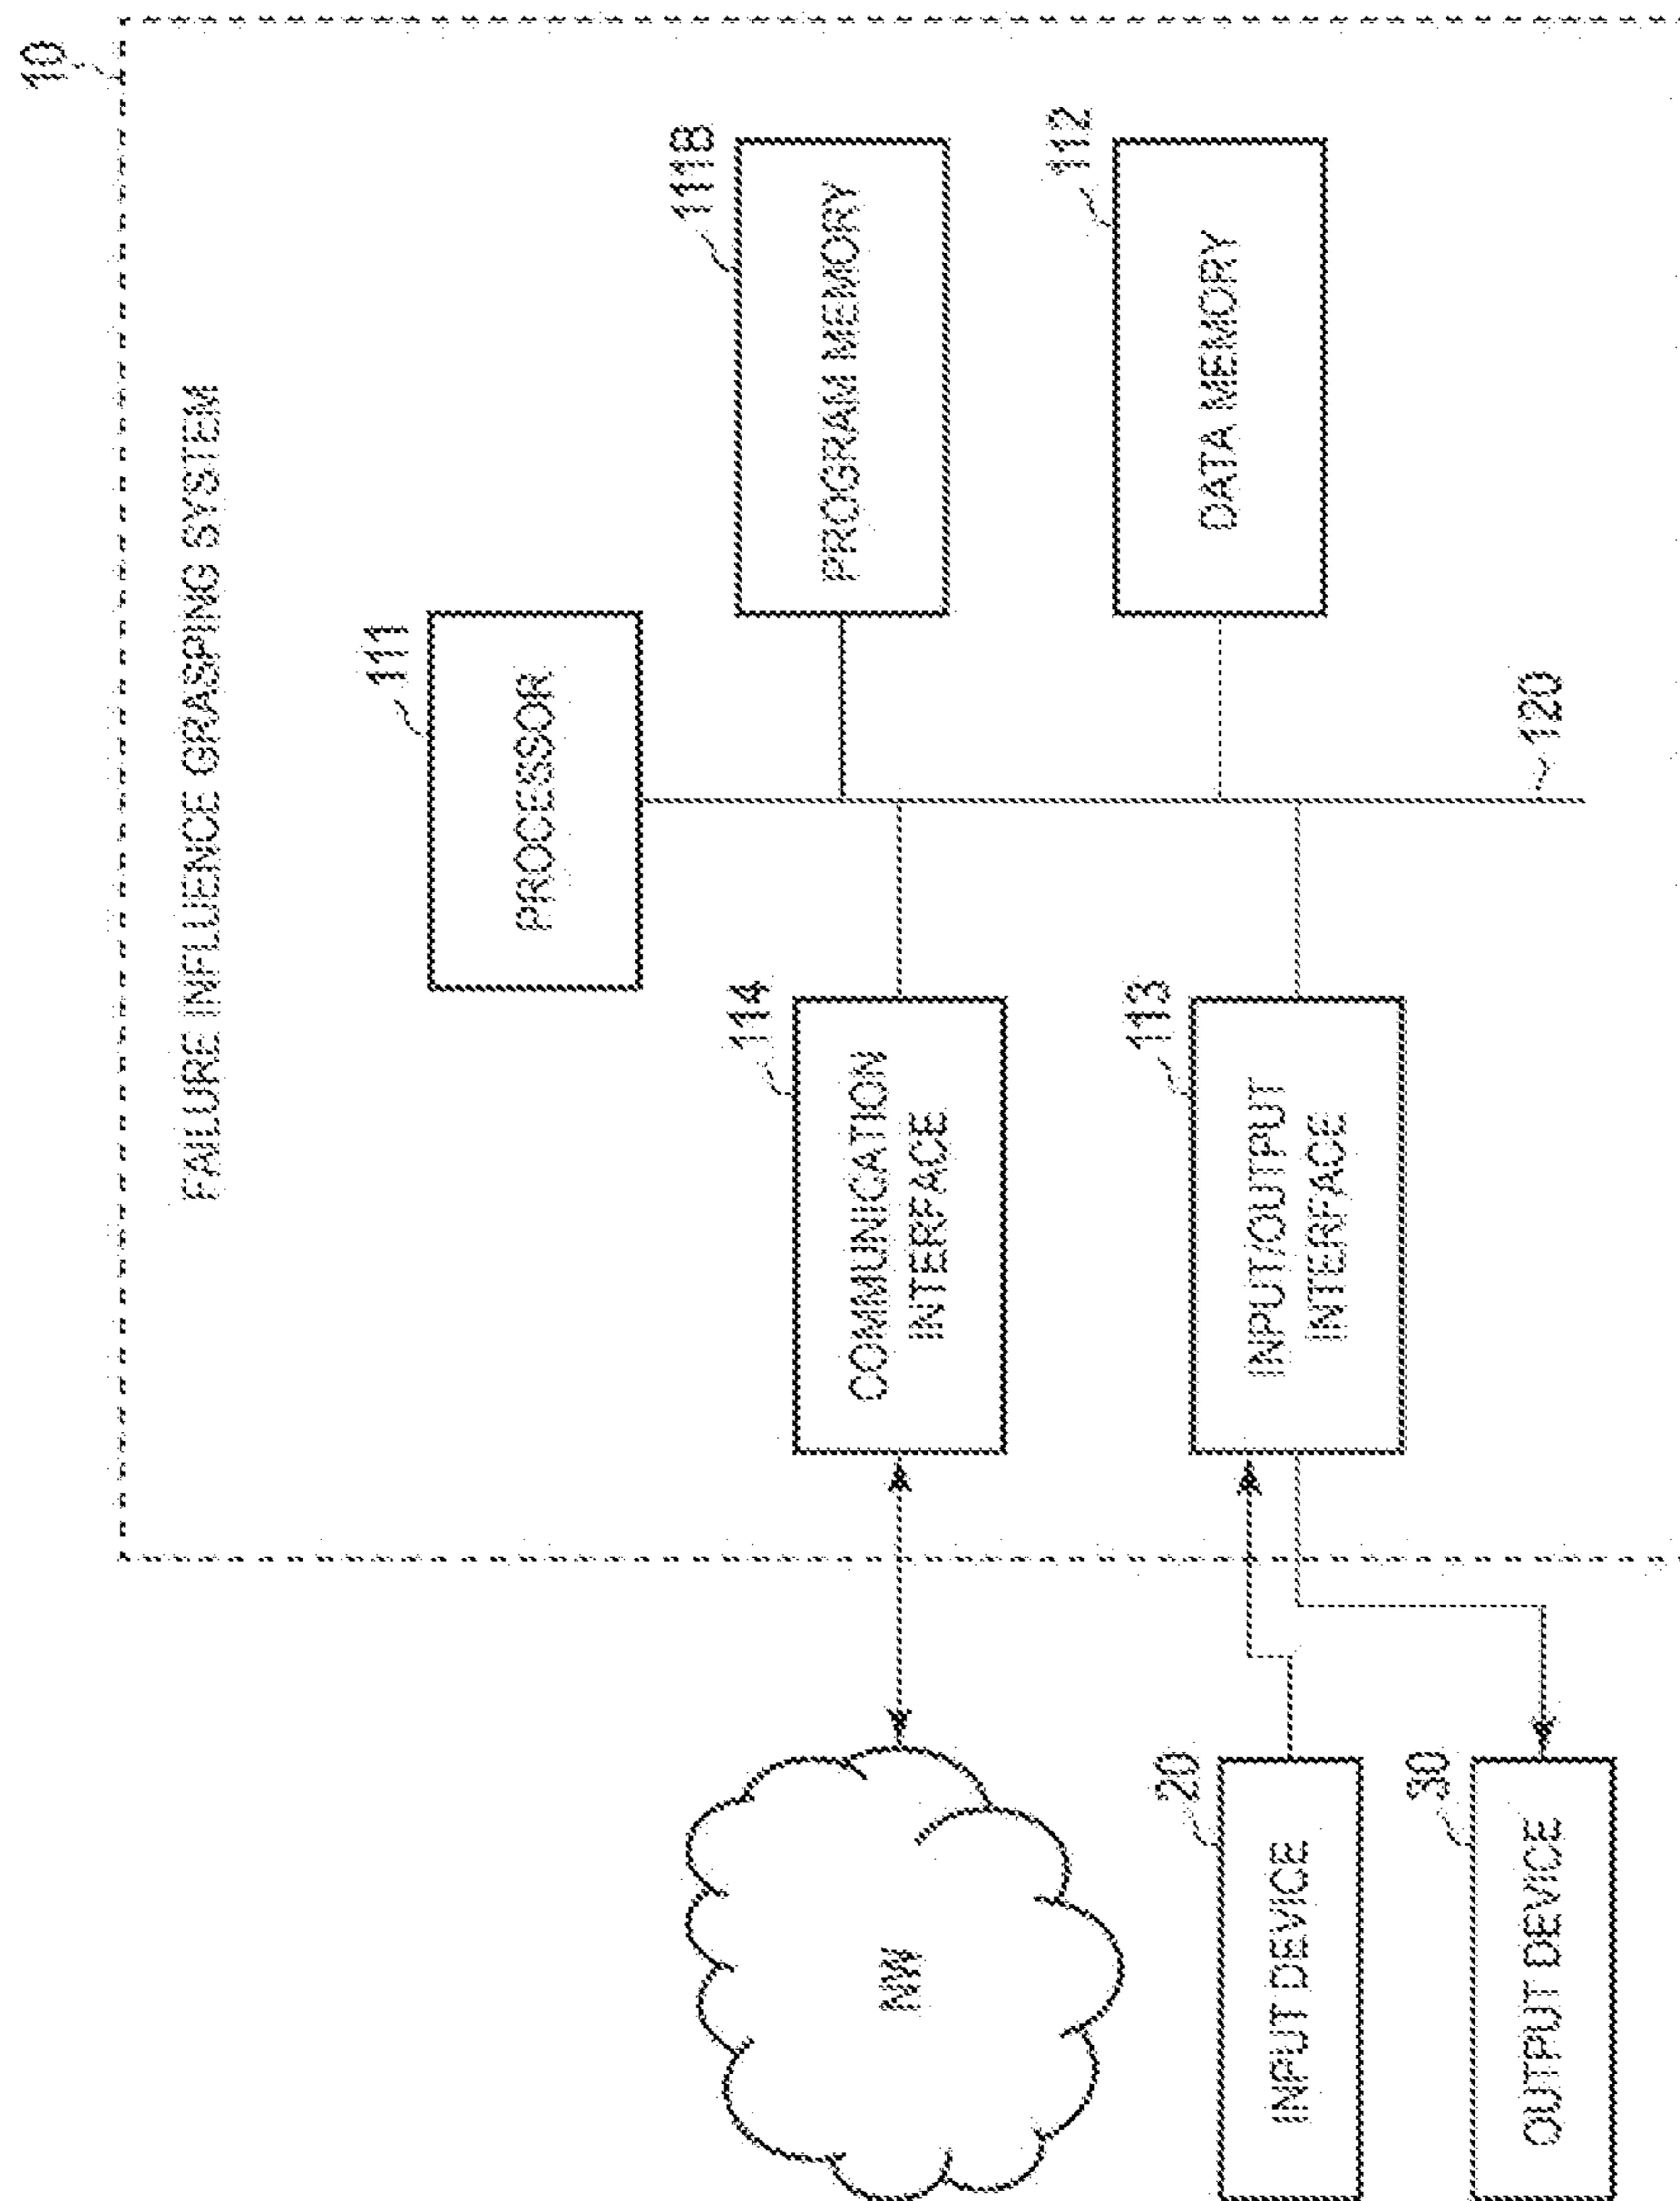 10
FAILURE INFLUENCE GRASPING SYSTEM
111
PROCESSOR
114
COMMUNICATION
INTERFACE
111B
PROGRAM MEMORY
NW
113
INPUT/OUTPUT
INTERFACE
112
DATA MEMORY
20
INPUT DEVICE
30
OUTPUT DEVICE
120